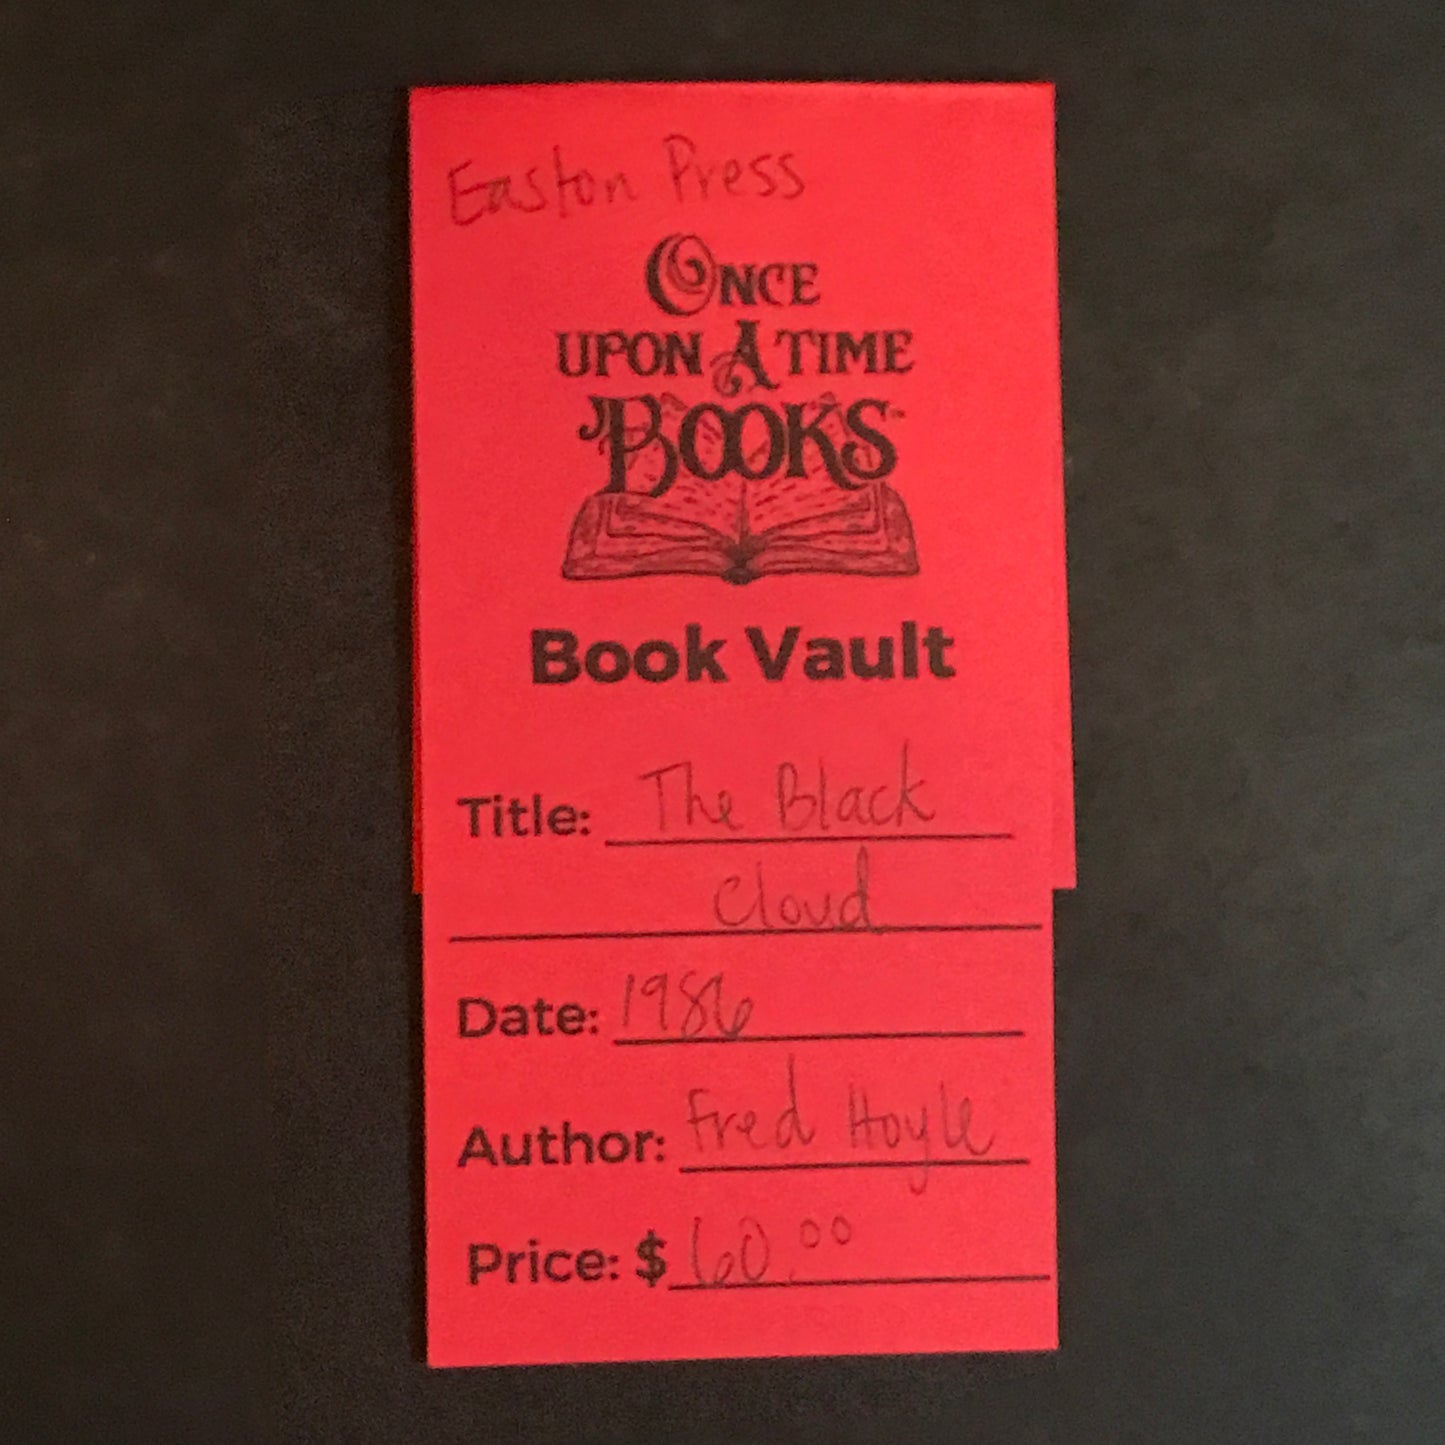 Easton Press
ONCE
UPON A TIME
BOOKS™
Book Vault
Title: The Black
Cloud
Date: 1986
Author: Fred Hoyle
Price: $ 60.00